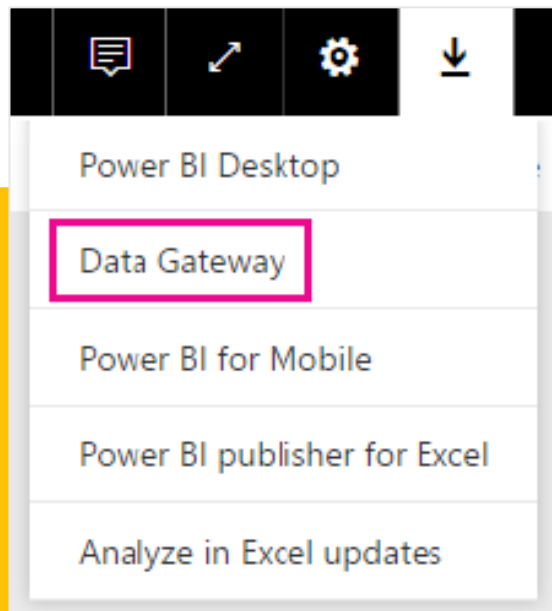 Power BI Desktop
Data Gateway
Power BI for Mobile
Power BI publisher for Excel
Analyze in Excel updates